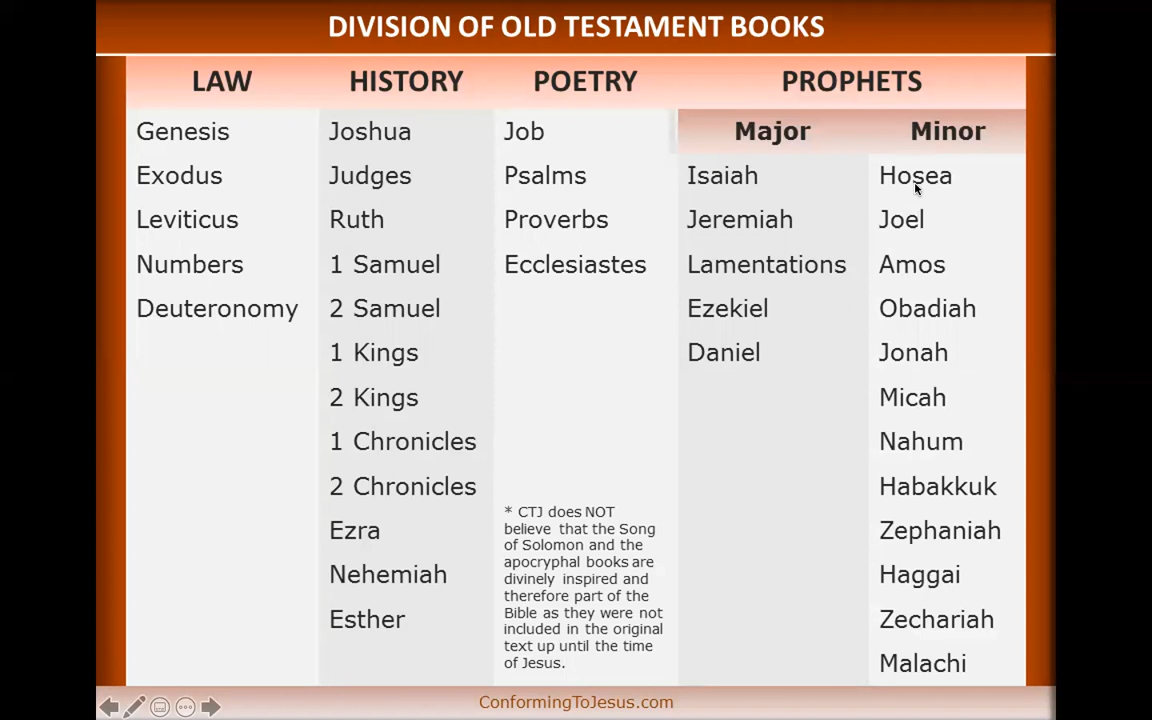 DIVISION OF OLD TESTAMENT BOOKS
LAW
HISTORY
POETRY
PROPHETS
Major
Minor
Genesis
Exodus
Leviticus
Numbers
Deuteronomy
Joshua
Judges
Ruth
1 Samuel
2 Samuel
1 Kings
2 Kings
1 Chronicles
2 Chronicles
Ezra
Nehemiah
Esther
Job
Psalms
Proverbs
Ecclesiastes
* CTJ does NOT
believe that the Song
of Solomon and the
apocryphal books are
divinely inspired and
therefore part of the
Bible as they were not
included in the original
text up until the time
of Jesus.
Isaiah
Jeremiah
Lamentations
Ezekiel
Daniel
Hosea
Joel
Amos
Obadiah
Jonah
Micah
Nahum
Habakkuk
Zephaniah
Haggai
Zechariah
Malachi
ConformingToJesus.com